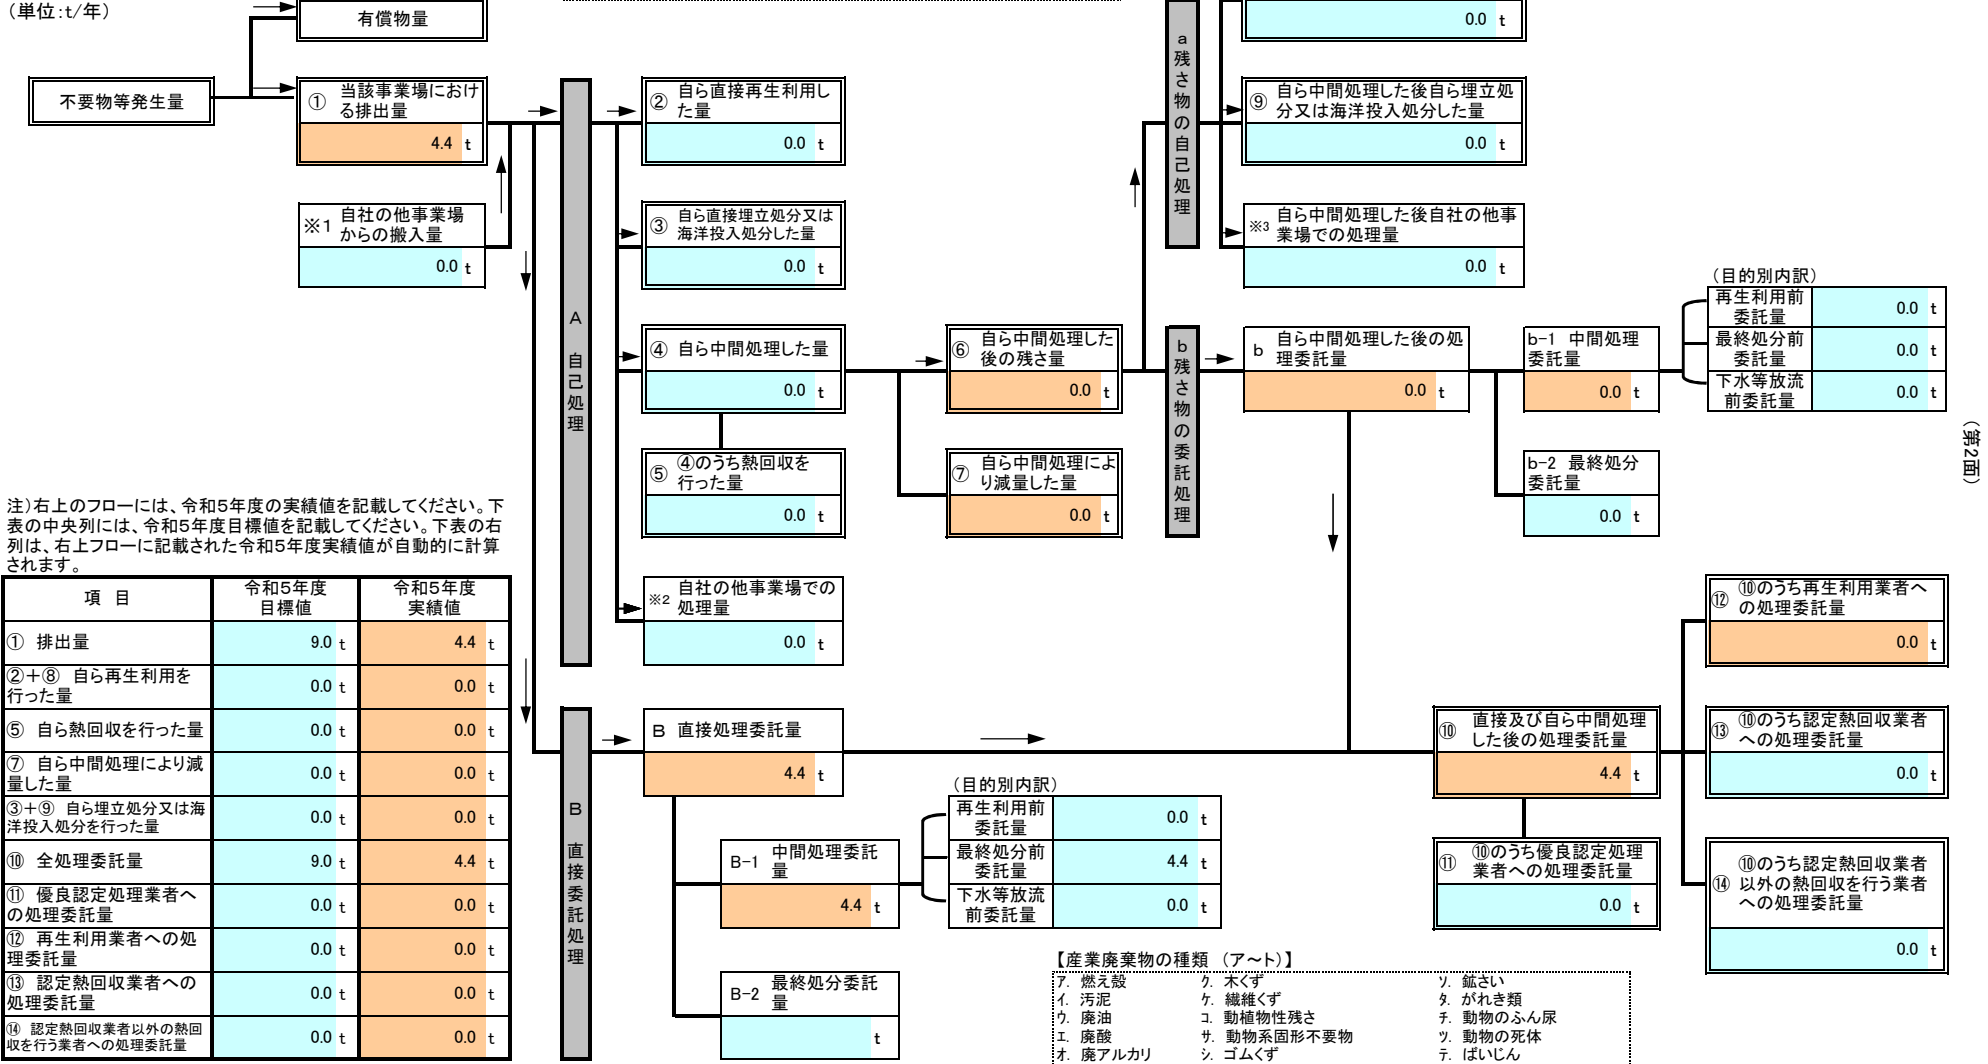 （単位：ｔ/年）
有償物量
不要物等発生量
① 当該事業場におけ
る排出量
4.4 t
※1 自社の他事業場
からの搬入量
0.0 t
A 自己処理
② 自ら直接再生利用し
た量
0.0 t
③ 自ら直接埋立処分又は
海洋投入処分した量
0.0 t
④ 自ら中間処理した量
0.0 t
⑤ ④のうち熱回収を
行った量
0.0 t
※2 自社の他事業場での
処理量
0.0 t
⑥ 自ら中間処理した
後の残さ量
0.0 t
⑦ 自ら中間処理によ
り減量した量
0.0 t
a 残さ物の自己処理
0.0 t
⑨ 自ら中間処理した後自ら埋立処
分又は海洋投入処分した量
0.0 t
※3 自ら中間処理した後自社の他事
業場での処理量
0.0 t
b 残さ物の委託処理
b 自ら中間処理した後の処
理委託量
0.0 t
b-1 中間処理
委託量
0.0 t
（目的別内訳）
再生利用前
委託量
0.0 t
最終処分前
委託量
0.0 t
下水等放流
前委託量
0.0 t
b-2 最終処分
委託量
0.0 t
（第2面）
注）右上のフローには、令和5年度の実績値を記載してください。下
表の中央列には、令和5年度目標値を記載してください。下表の右
列は、右上フローに記載された令和5年度実績値が自動的に計算
されます。
項 目 令和5年度
目標値 令和5年度
実績値
① 排出量 9.0 t 4.4 t
②＋⑧ 自ら再生利用を
行った量 0.0 t 0.0 t
⑤ 自ら熱回収を行った量 0.0 t 0.0 t
⑦ 自ら中間処理により減
量した量 0.0 t 0.0 t
③＋⑨ 自ら埋立処分又は海
洋投入処分を行った量 0.0 t 0.0 t
⑩ 全処理委託量 9.0 t 4.4 t
⑪ 優良認定処理業者へ
の処理委託量 0.0 t 0.0 t
⑫ 再生利用業者への処
理委託量 0.0 t 0.0 t
⑬ 認定熱回収業者への
処理委託量 0.0 t 0.0 t
⑭ 認定熱回収業者以外の熱回
収を行う業者への処理委託量 0.0 t 0.0 t
B 直接委託処理
B 直接処理委託量
4.4 t
B-1 中間処理委託
量
4.4 t
B-2 最終処分委託
量
t
（目的別内訳）
再生利用前
委託量
0.0 t
最終処分前
委託量
4.4 t
下水等放流
前委託量
0.0 t
⑩ 直接及び自ら中間処理
した後の処理委託量
4.4 t
⑪ ⑩のうち優良認定処理
業者への処理委託量
0.0 t
⑫ ⑩のうち再生利用業者へ
の処理委託量
0.0 t
⑬ ⑩のうち認定熱回収業者
への処理委託量
0.0 t
⑭ ⑩のうち認定熱回収業者
以外の熱回収を行う業者
への処理委託量
0.0 t
【産業廃棄物の種類 （ア～ト）】
ア. 燃え殻 ク. 木くず ソ. 鉱さい
イ. 汚泥 ケ. 繊維くず タ. がれき類
ウ. 廃油 コ. 動植物性残さ チ. 動物のふん尿
エ. 廃酸 サ. 動物系固形不要物 ツ. 動物の死体
オ. 廃アルカリ シ. ゴムくず テ. ばいじん